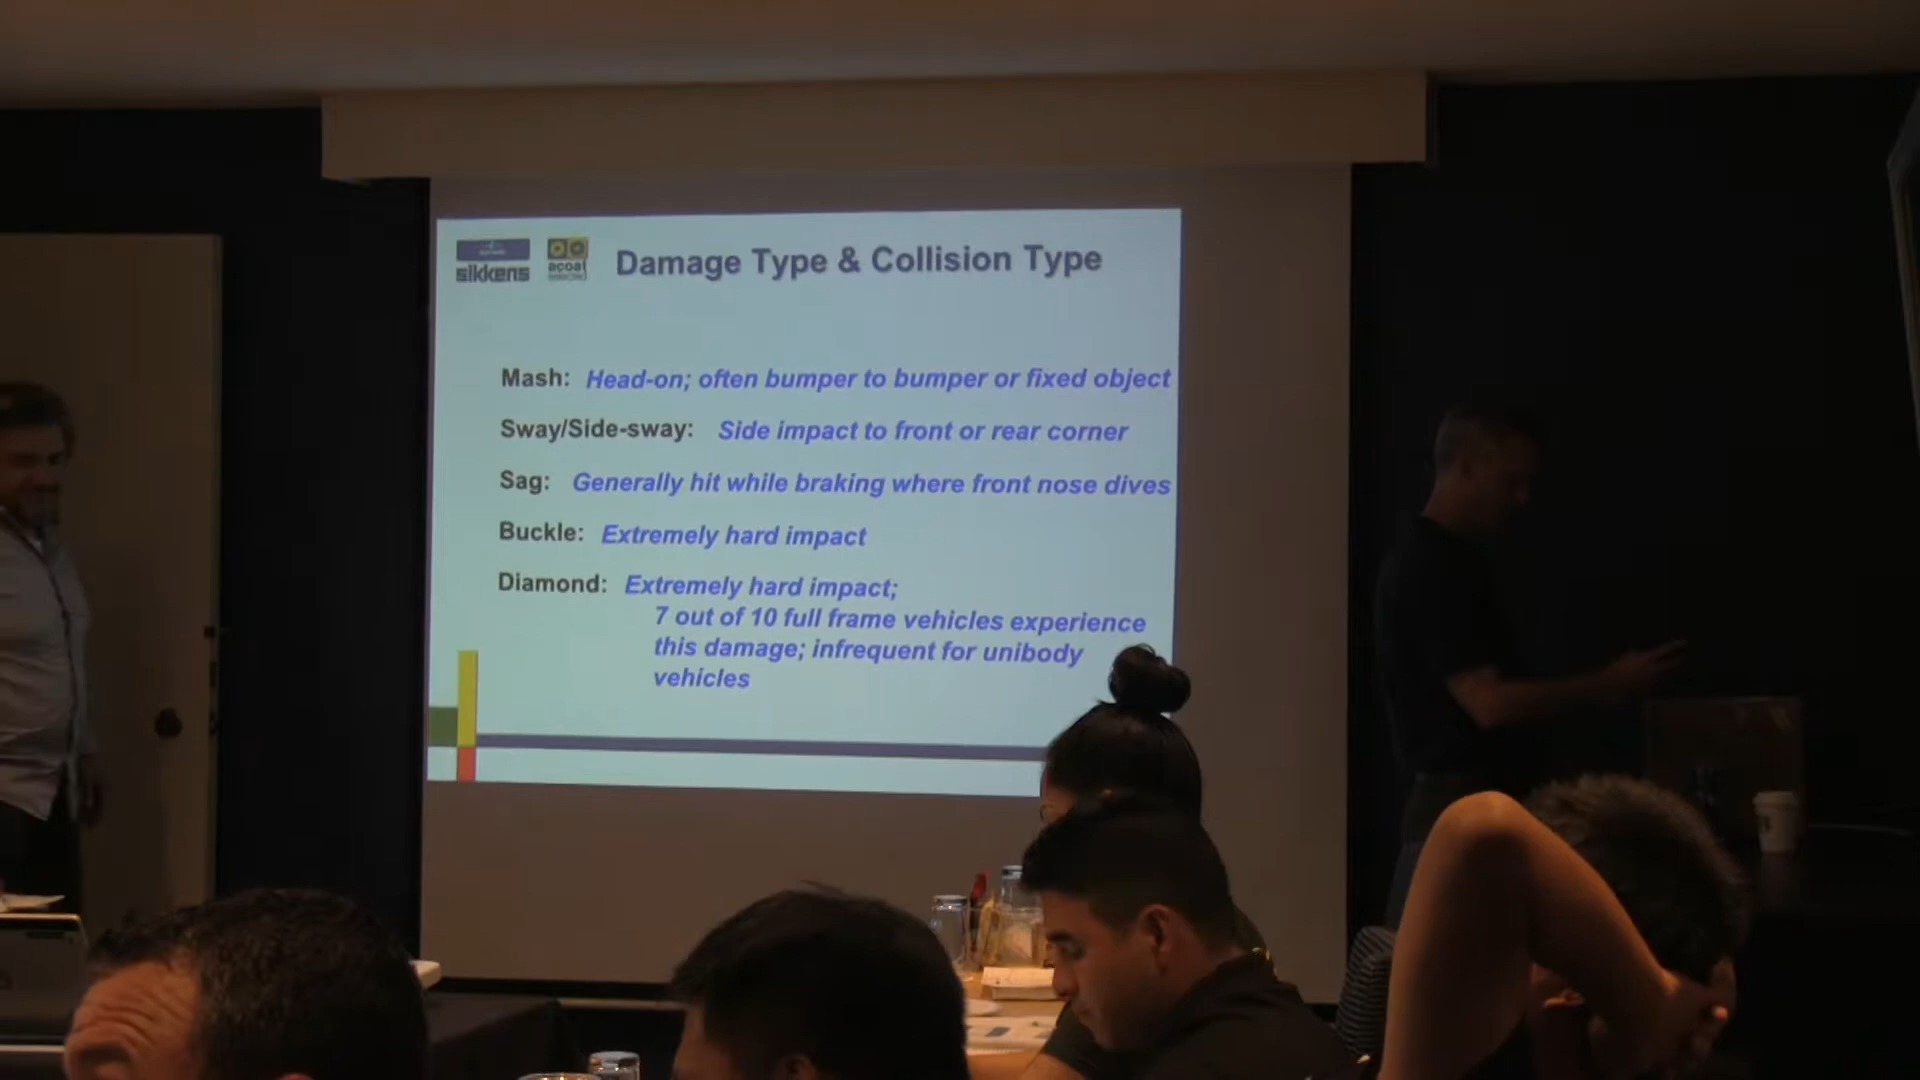 sikkens
acoat
Damage Type & Collision Type
Mash: Head-on; often bumper to bumper or fixed object
Sway/Side-sway: Side impact to front or rear corner
Sag: Generally hit while braking where front nose dives
Buckle: Extremely hard impact
Diamond: Extremely hard impact;
7 out of 10 full frame vehicles experience
this damage; infrequent for unibody
vehicles